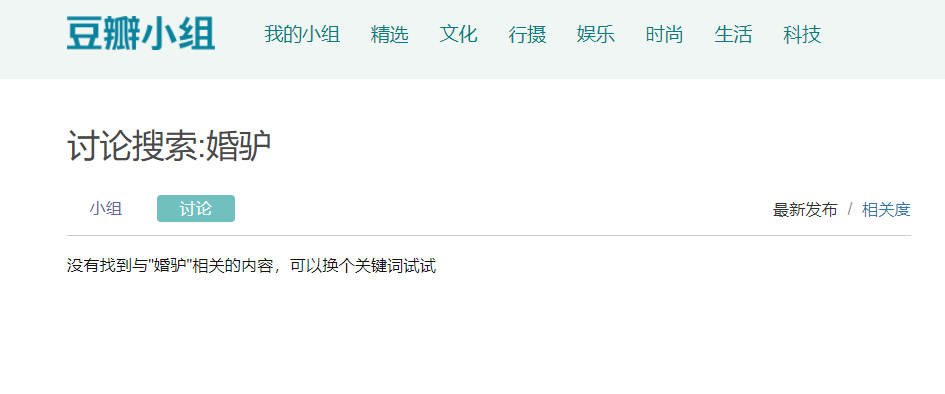 豆瓣小组 我的小组 精选 文化 行摄 娱乐 时尚 生活 科技
讨论搜索:婚驴
小组 讨论 最新发布 / 相关度
没有找到与"婚驴"相关的内容，可以换个关键词试试